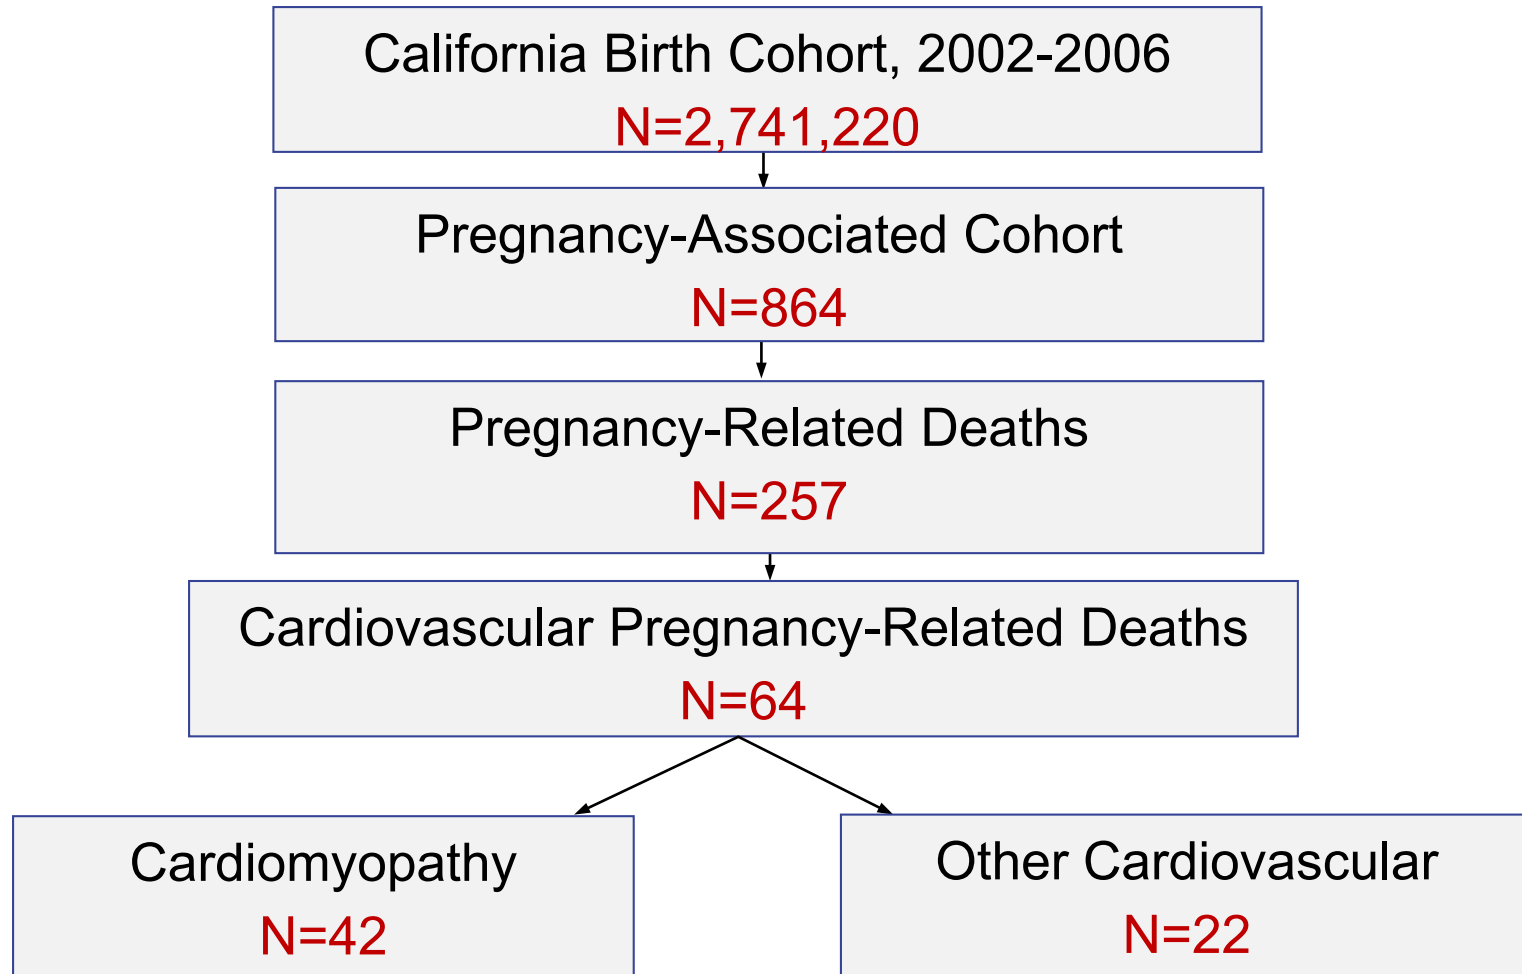 California Birth Cohort, 2002-2006
N=2,741,220
Pregnancy-Associated Cohort
N=864
Pregnancy-Related Deaths
N=257
Cardiovascular Pregnancy-Related Deaths
N=64
Cardiomyopathy
N=42
Other Cardiovascular
N=22